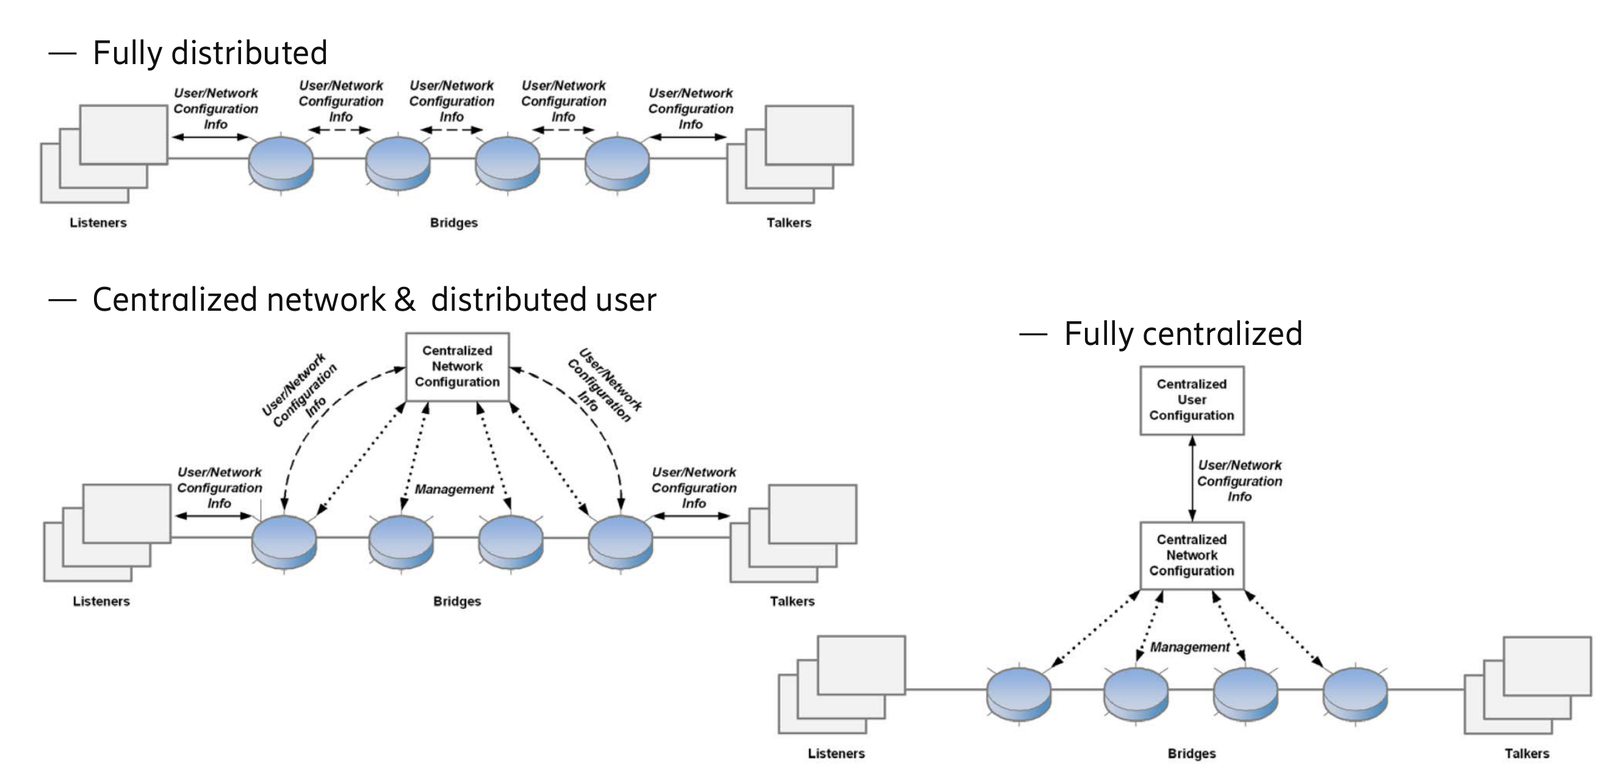 — Fully distributed
User/Network
Configuration
Info
User/Network
Configuration
Info
User/Network
Configuration
Info
User/Network
Configuration
Info
User/Network
Configuration
Info
Listeners
Bridges
Talkers
— Centralized network & distributed user
Centralized
Network
Configuration
User/Network
Configuration
Info
User/Network
Configuration
Info
User/Network
Configuration
Info
Management
User/Network
Configuration
Info
Listeners
Bridges
Talkers
— Fully centralized
Centralized
User
Configuration
User/Network
Configuration
Info
Centralized
Network
Configuration
Management
Listeners
Bridges
Talkers